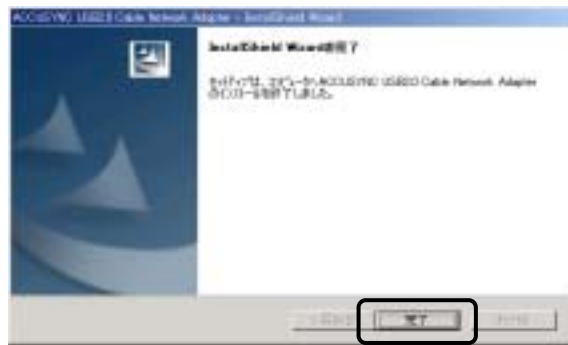 ACCUSYNC USB2.0 Cable Network Adapter - InstallShield Wizard
InstallShield Wizardの完了
セットアップは、コンピュータへACCUSYNC USB2.0 Cable Network Adapter
のインストールを終了しました。
完了